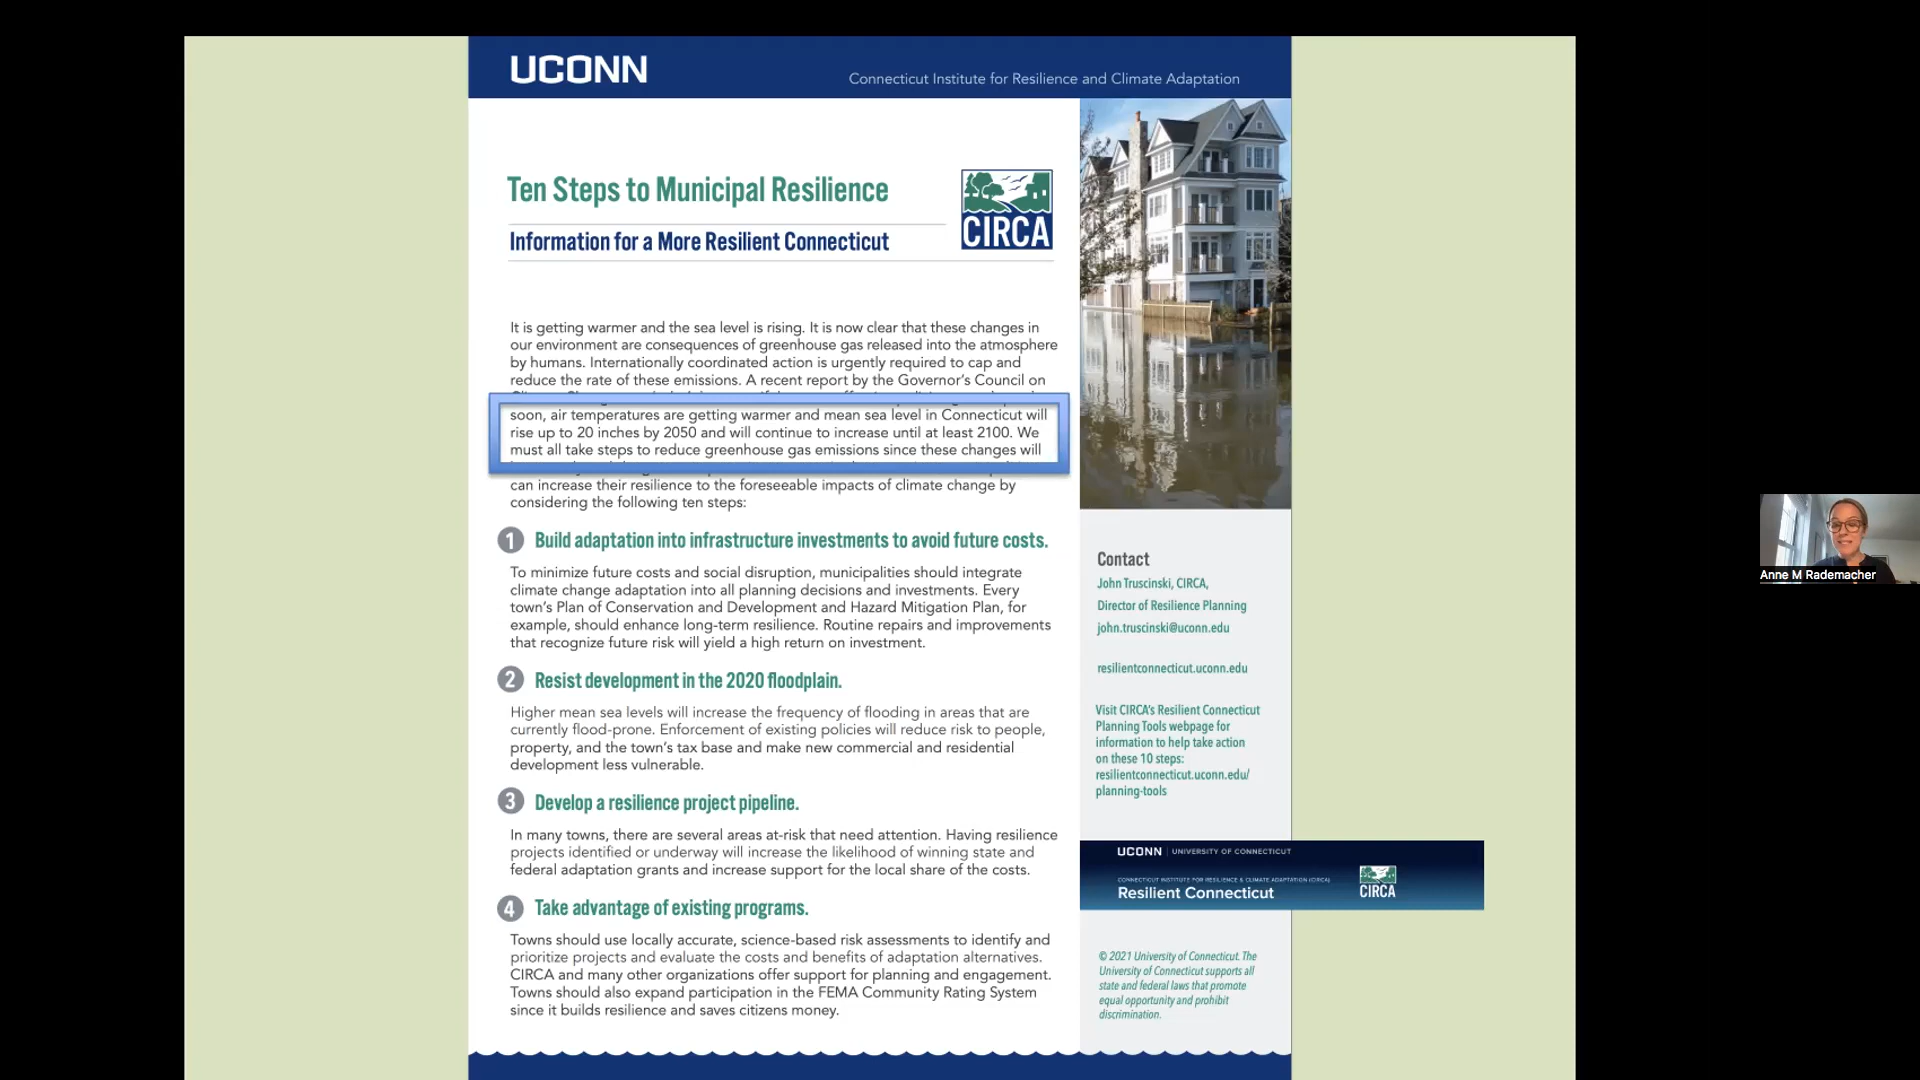 UCONN
Connecticut Institute for Resilience and Climate Adaptation
Ten Steps to Municipal Resilience
CIRCA
Information for a More Resilient Connecticut
It is getting warmer and the sea level is rising. It is now clear that these changes in
our environment are consequences of greenhouse gas released into the atmosphere
by humans. Internationally coordinated action is urgently required to cap and
reduce the rate of these emissions. A recent report by the Governor's Council on
soon, air temperatures are getting warmer and mean sea level in Connecticut will
rise up to 20 inches by 2050 and will continue to increase until at least 2100. We
must all take steps to reduce greenhouse gas emissions since these changes will
can increase their resilience to the foreseeable impacts of climate change by
considering the following ten steps:
1 Build adaptation into infrastructure investments to avoid future costs.
To minimize future costs and social disruption, municipalities should integrate
climate change adaptation into all planning decisions and investments. Every
town's Plan of Conservation and Development and Hazard Mitigation Plan, for
example, should enhance long-term resilience. Routine repairs and improvements
that recognize future risk will yield a high return on investment.
2 Resist development in the 2020 floodplain.
Higher mean sea levels will increase the frequency of flooding in areas that are
currently flood-prone. Enforcement of existing policies will reduce risk to people,
property, and the town's tax base and make new commercial and residential
development less vulnerable.
3 Develop a resilience project pipeline.
In many towns, there are several areas at-risk that need attention. Having resilience
projects identified or underway will increase the likelihood of winning state and
federal adaptation grants and increase support for the local share of the costs.
4 Take advantage of existing programs.
Towns should use locally accurate, science-based risk assessments to identify and
prioritize projects and evaluate the costs and benefits of adaptation alternatives.
CIRCA and many other organizations offer support for planning and engagement.
Towns should also expand participation in the FEMA Community Rating System
since it builds resilience and saves citizens money.
Contact
John Truscinski, CIRCA,
Director of Resilience Planning
john.truscinski@uconn.edu
resilientconnecticut.uconn.edu
Visit CIRCA's Resilient Connecticut
Planning Tools webpage for
information to help take action
on these 10 steps:
resilientconnecticut.uconn.edu/
planning-tools
UCONN | UNIVERSITY OF CONNECTICUT
CONNECTICUT INSTITUTE FOR RESILIENCE & CLIMATE ADAPTATION (CIRCA)
Resilient Connecticut
CIRCA
© 2021 University of Connecticut. The
University of Connecticut supports all
state and federal laws that promote
equal opportunity and prohibit
discrimination.
Anne M Rademacher